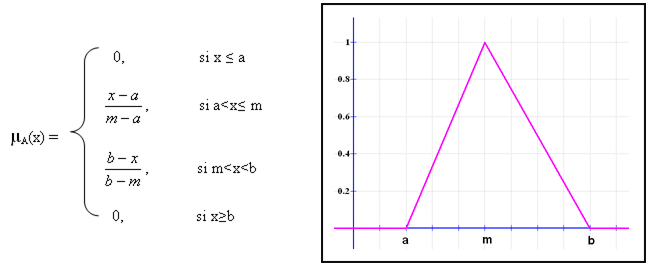 0, si x ≤ a
x − a
m − a , si a<x≤ m
μA(x) =
b − x
b − m , si m<x<b
0, si x≥b
1
0.8
0.6
0.4
0.2
a m b